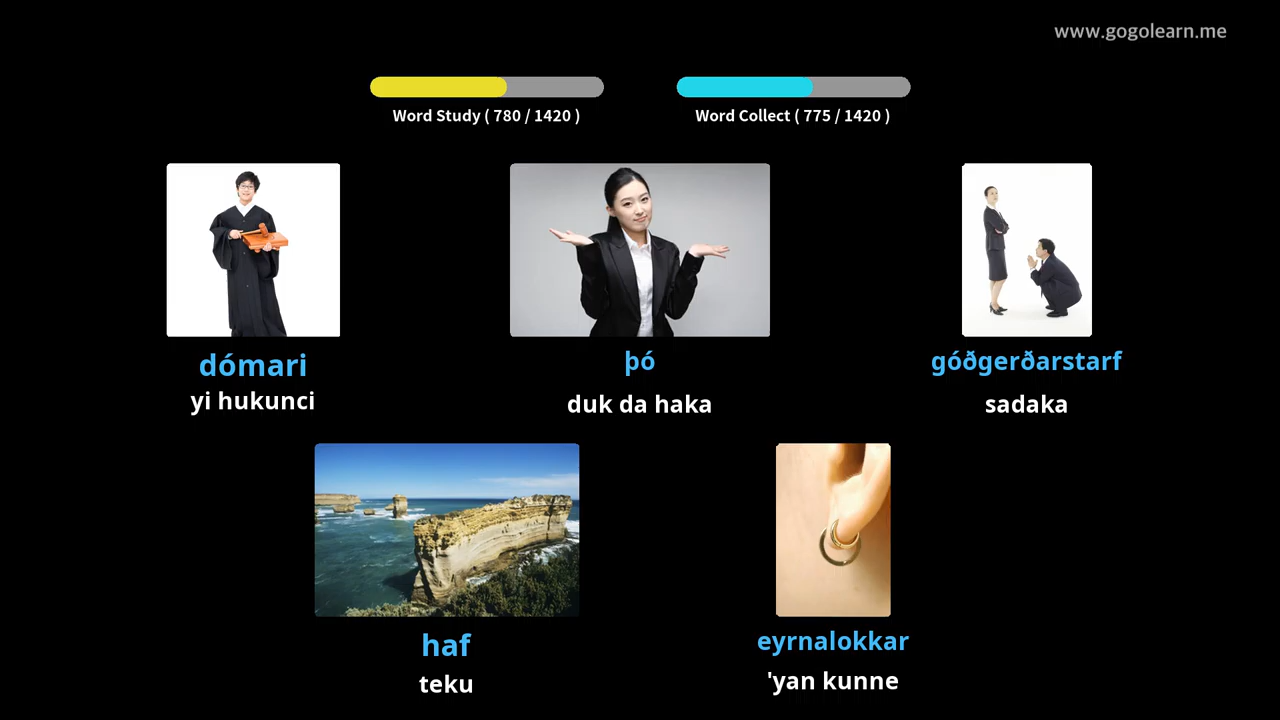 www.gogolearn.me
Word Study ( 780 / 1420 )
Word Collect ( 775 / 1420 )
dómari
yi hukunci
þó
duk da haka
góðgerðarstarf
sadaka
haf
teku
eyrnalokkar
'yan kunne